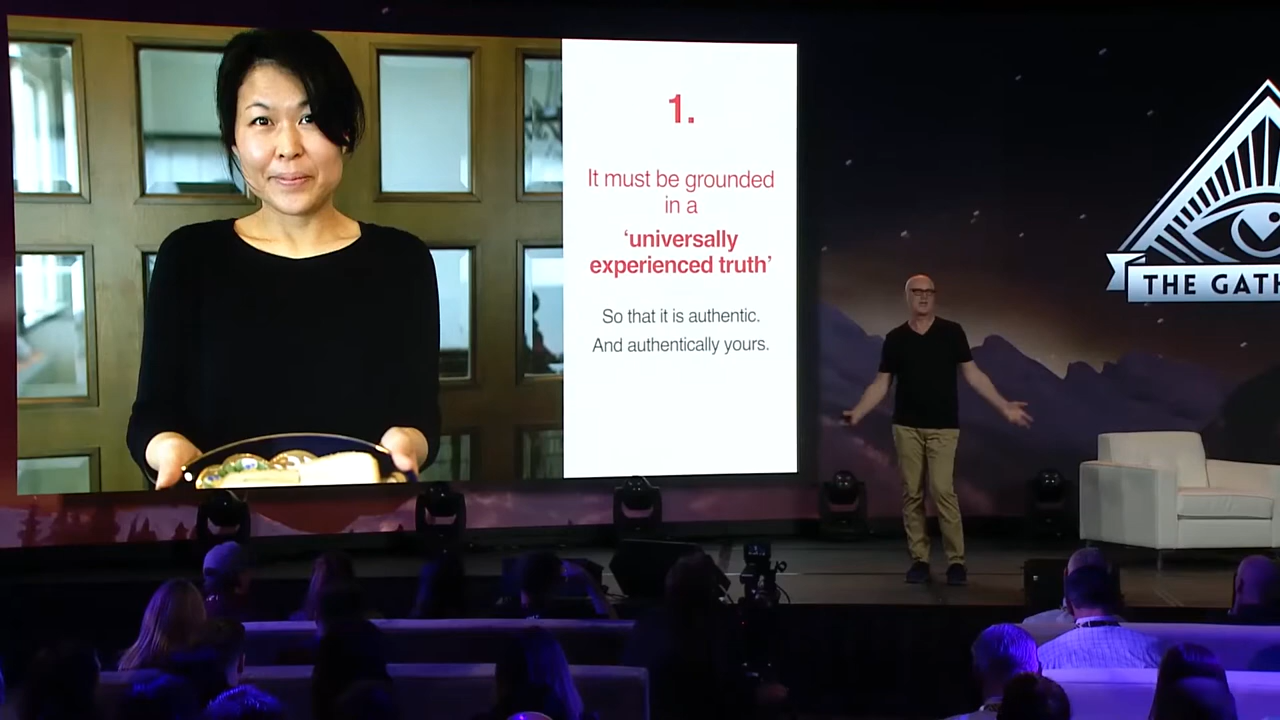 1.
It must be grounded
in a
‘universally
experienced truth’
So that it is authentic.
And authentically yours.
THE GATH